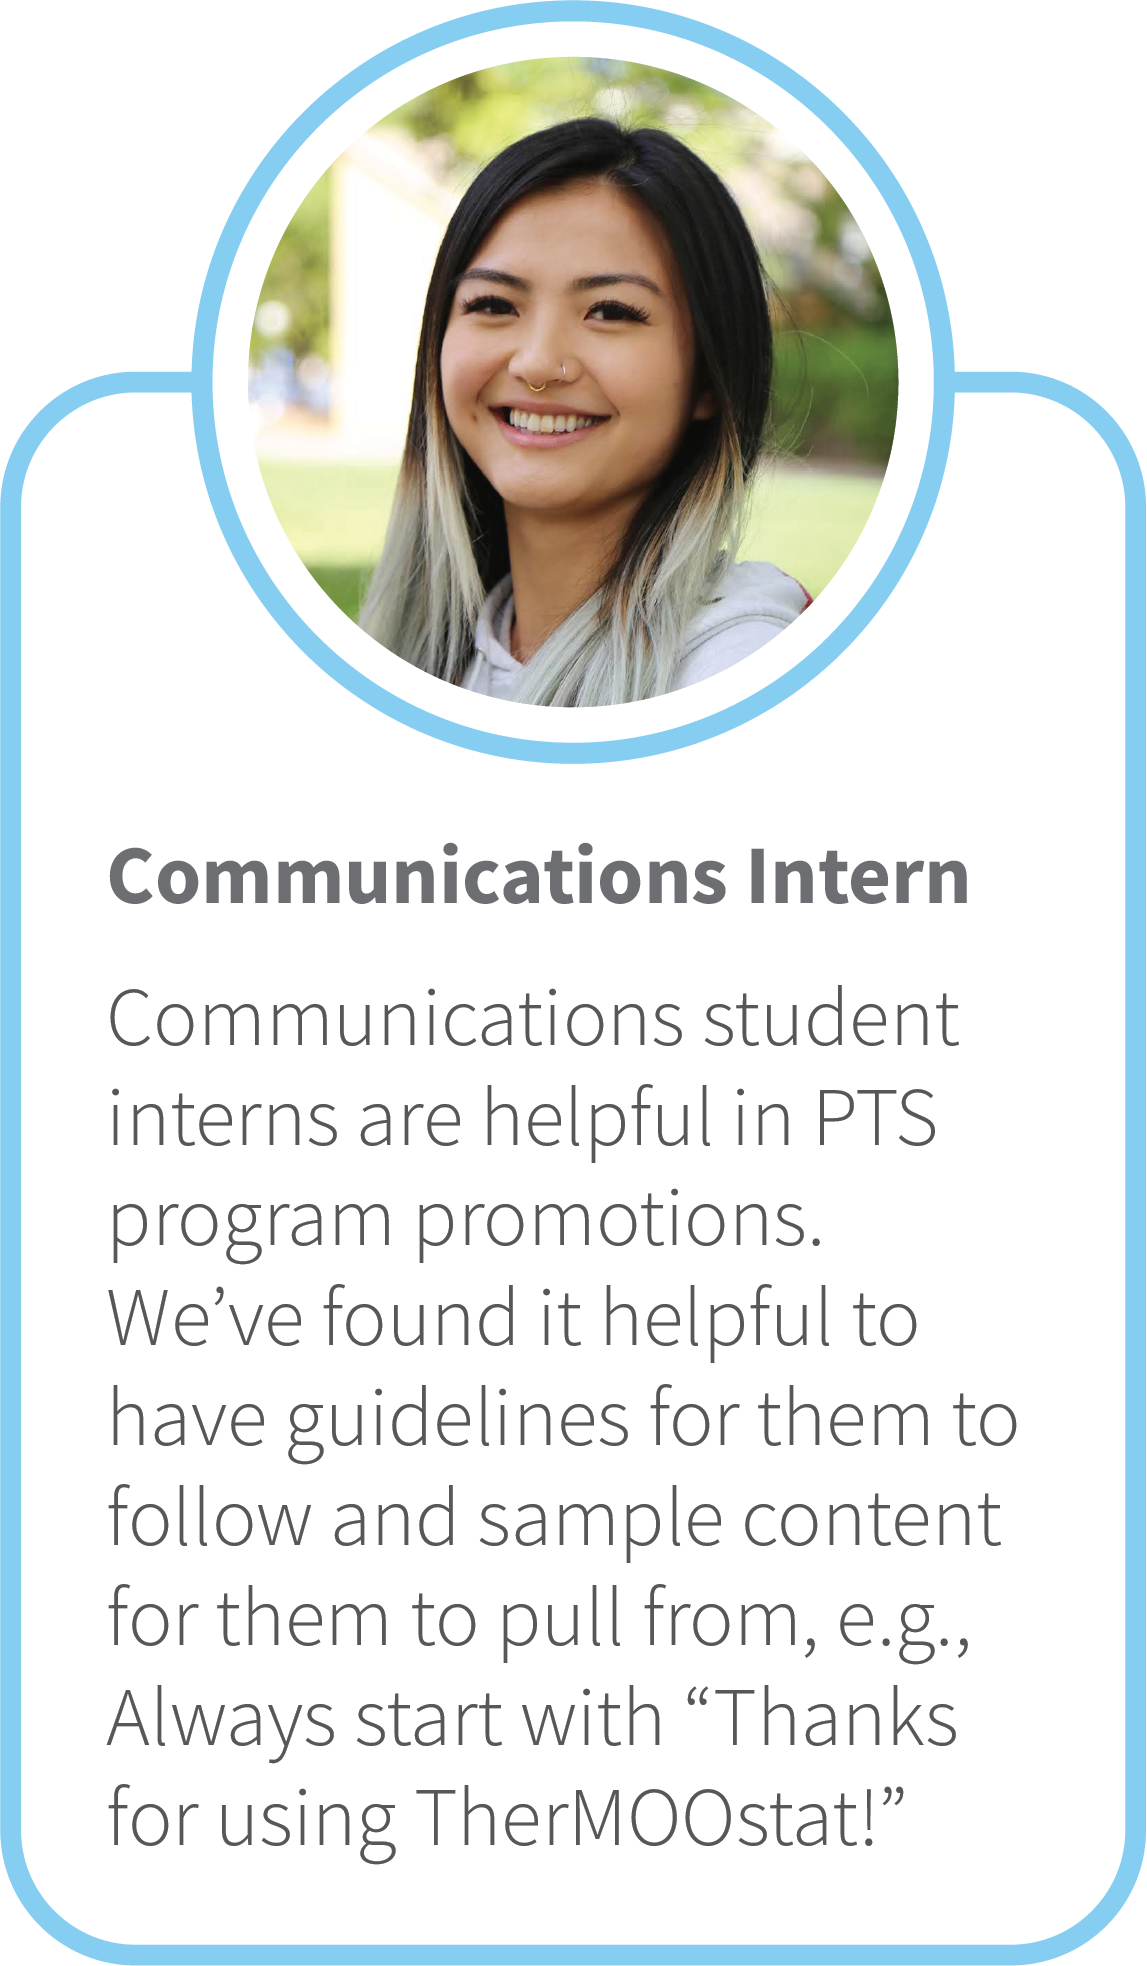 Communications Intern
Communications student
interns are helpful in PTS
program promotions.
We’ve found it helpful to
have guidelines for them to
follow and sample content
for them to pull from, e.g.,
Always start with “Thanks
for using TherMOOstat!”